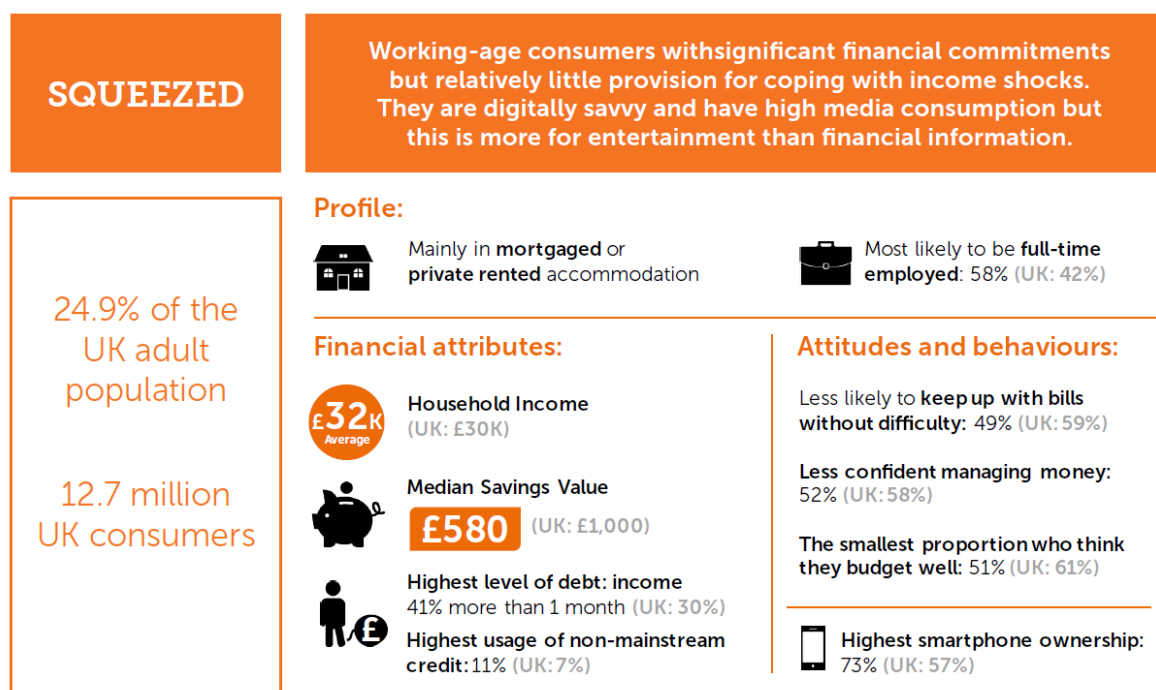 SQUEEZED
Working-age consumers withsignificant financial commitments
but relatively little provision for coping with income shocks.
They are digitally savvy and have high media consumption but
this is more for entertainment than financial information.
24.9% of the
UK adult
population
12.7 million
UK consumers
Profile:
Mainly in mortgaged or
private rented accommodation
Most likely to be full-time
employed: 58% (UK: 42%)
Financial attributes:
£32K
Average
Household Income
(UK: £30K)
Median Savings Value
£580 (UK: £1,000)
Highest level of debt: income
41% more than 1 month (UK: 30%)
£
Highest usage of non-mainstream
credit: 11% (UK: 7%)
Attitudes and behaviours:
Less likely to keep up with bills
without difficulty: 49% (UK: 59%)
Less confident managing money:
52% (UK: 58%)
The smallest proportion who think
they budget well: 51% (UK: 61%)
Highest smartphone ownership:
73% (UK: 57%)